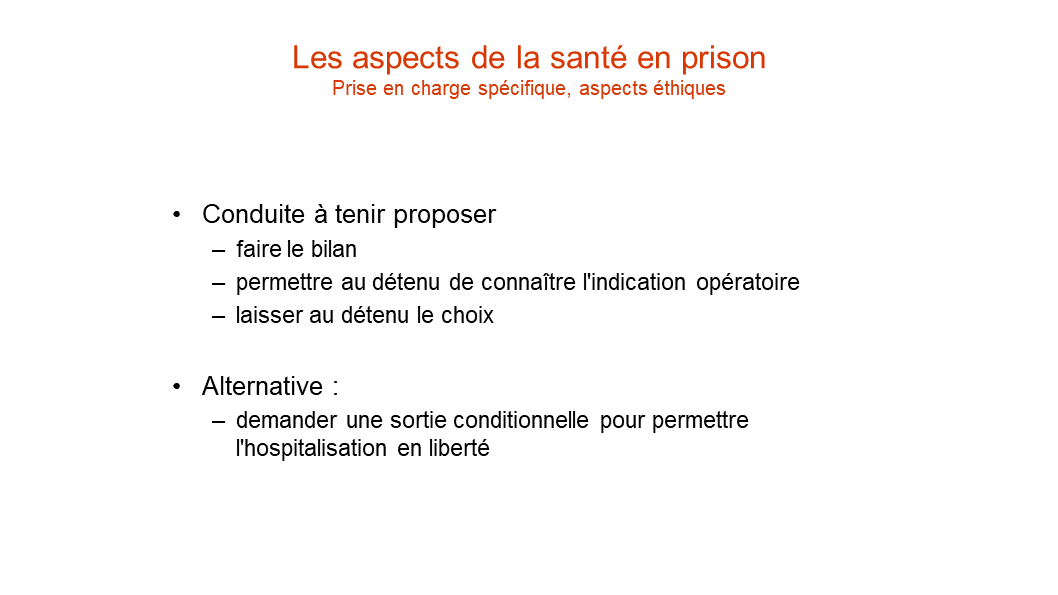 Les aspects de la santé en prison
Prise en charge spécifique, aspects éthiques
• Conduite à tenir proposer
– faire le bilan
– permettre au détenu de connaître l'indication opératoire
– laisser au détenu le choix
• Alternative :
– demander une sortie conditionnelle pour permettre
l'hospitalisation en liberté